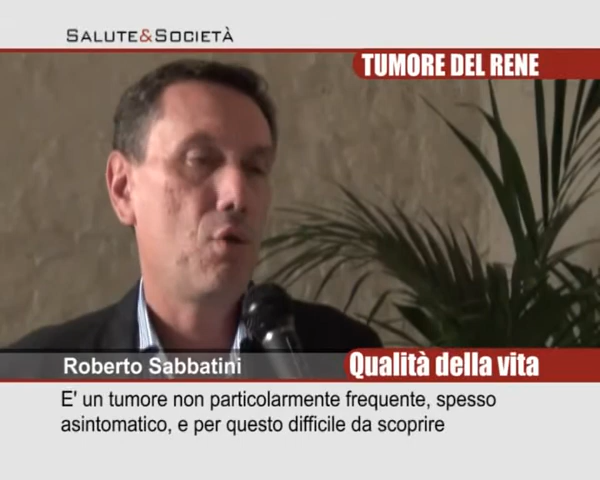 SALUTE&SOCIETÀ
TUMORE DEL RENE
Roberto Sabbatini
Qualità della vita
E' un tumore non particolarmente frequente, spesso
asintomatico, e per questo difficile da scoprire